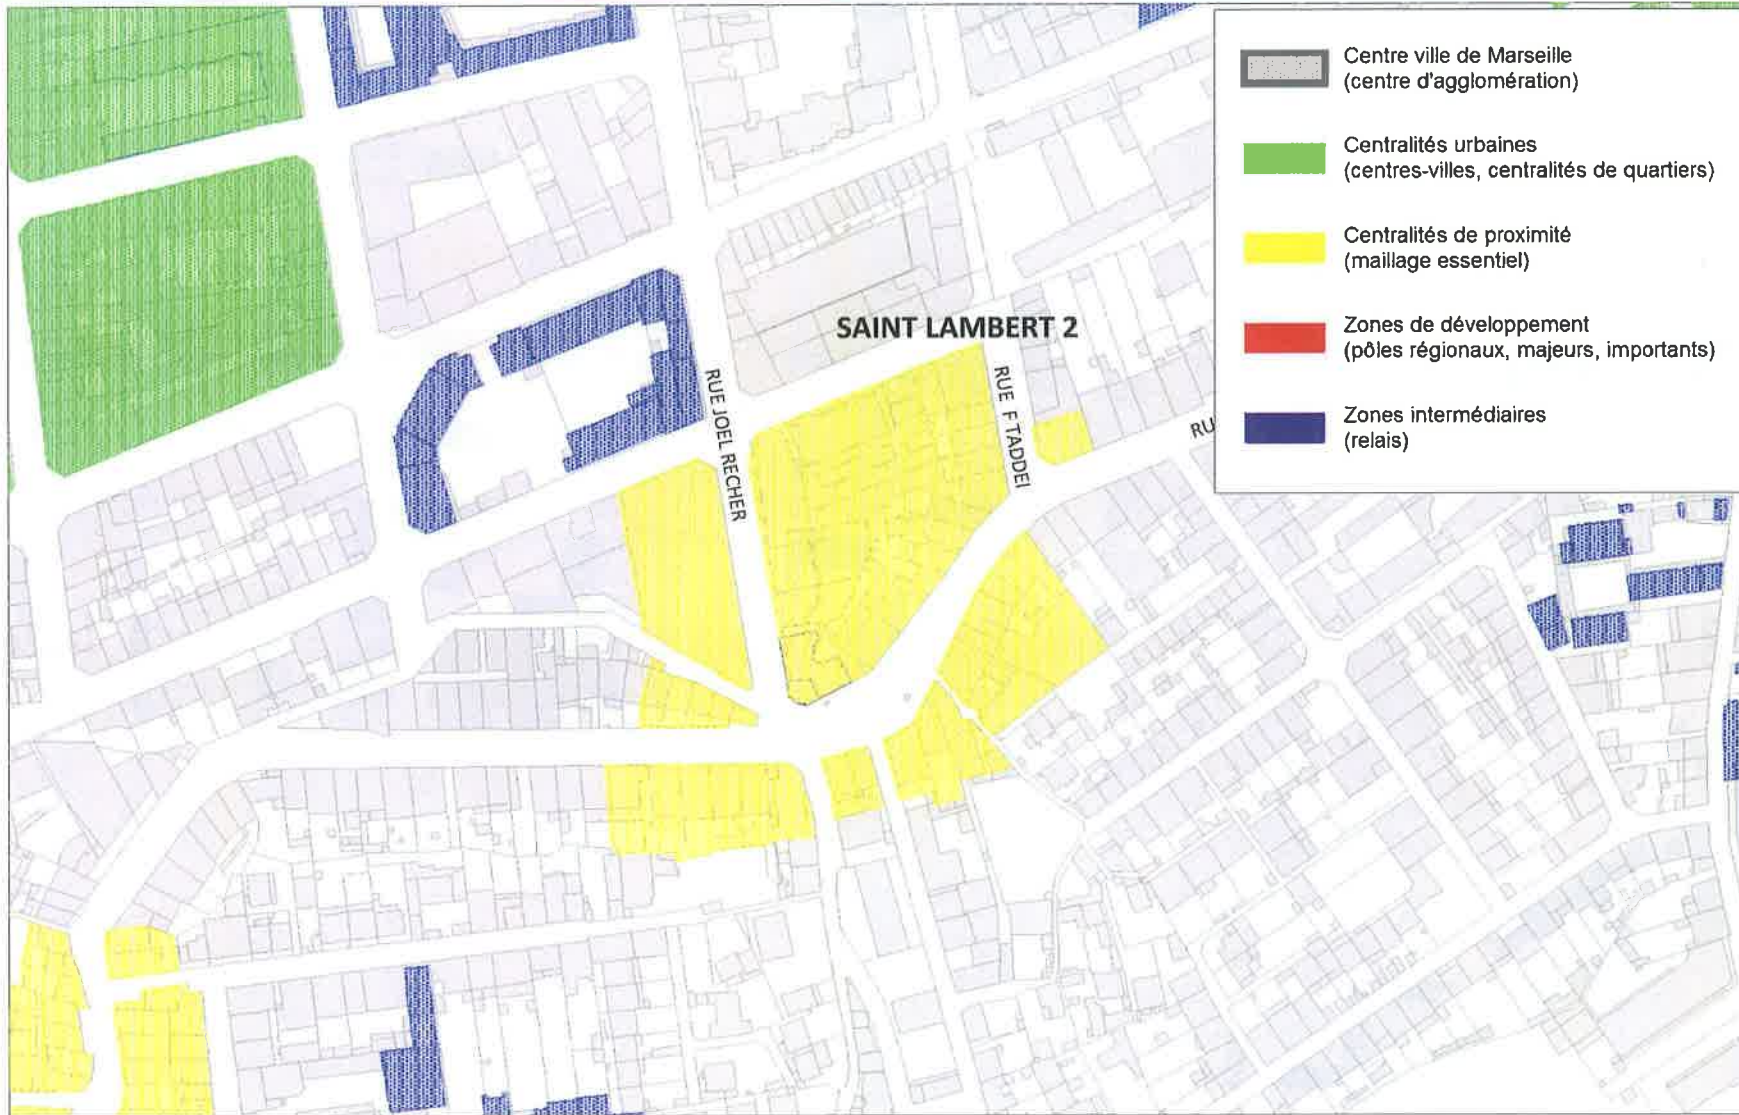 Centre ville de Marseille
(centre d'agglomération)
Centralités urbaines
(centres-villes, centralités de quartiers)
Centralités de proximité
(maillage essentiel)
Zones de développement
(pôles régionaux, majeurs, importants)
Zones intermédiaires
(relais)
SAINT LAMBERT 2
RUE JOEL RECHER
RUE F TADDEI
RU